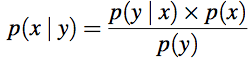 p(x | y) = p(y | x) × p(x) / p(y)